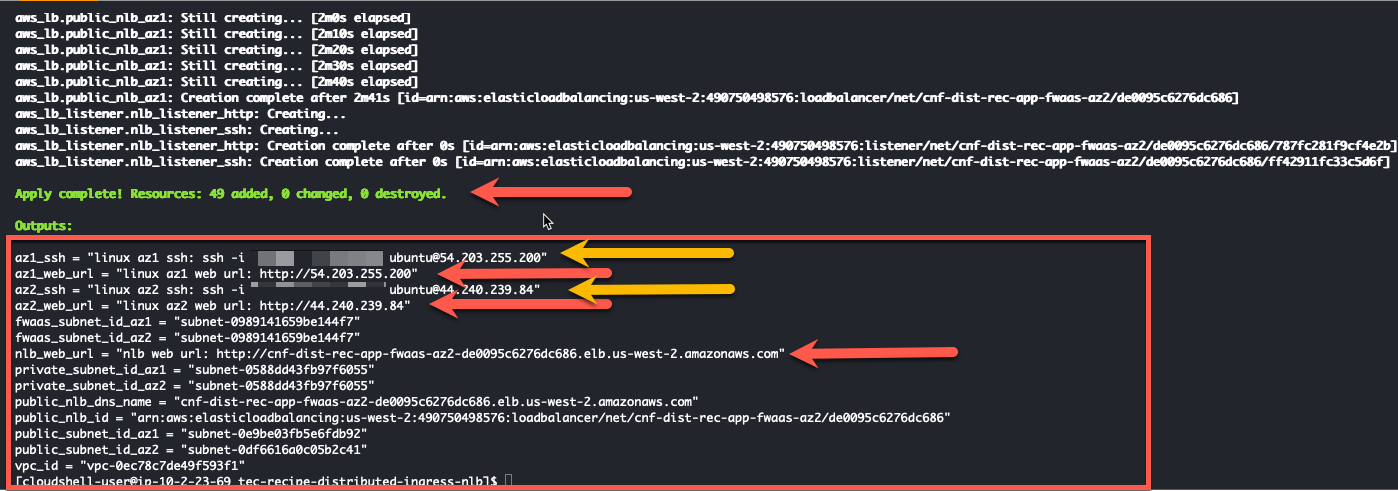 aws_lb.public_nlb_az1: Still creating... [2m0s elapsed]
aws_lb.public_nlb_az1: Still creating... [2m10s elapsed]
aws_lb.public_nlb_az1: Still creating... [2m20s elapsed]
aws_lb.public_nlb_az1: Still creating... [2m30s elapsed]
aws_lb.public_nlb_az1: Still creating... [2m40s elapsed]
aws_lb.public_nlb_az1: Creation complete after 2m41s [id=arn:aws:elasticloadbalancing:us-west-2:490750498576:loadbalancer/net/cnf-dist-rec-app-fwaas-az2/de0095c6276dc686]
aws_lb_listener.nlb_listener_http: Creating...
aws_lb_listener.nlb_listener_ssh: Creating...
aws_lb_listener.nlb_listener_http: Creation complete after 0s [id=arn:aws:elasticloadbalancing:us-west-2:490750498576:listener/net/cnf-dist-rec-app-fwaas-az2/de0095c6276dc686/787fc281f9cf4e2b]
aws_lb_listener.nlb_listener_ssh: Creation complete after 0s [id=arn:aws:elasticloadbalancing:us-west-2:490750498576:listener/net/cnf-dist-rec-app-fwaas-az2/de0095c6276dc686/ff42911fc33c5d6f]
Apply complete! Resources: 49 added, 0 changed, 0 destroyed.
Outputs:
az1_ssh = "linux az1 ssh: ssh -i ubuntu@54.203.255.200"
az1_web_url = "linux az1 web url: http://54.203.255.200"
az2_ssh = "linux az2 ssh: ssh -i ubuntu@44.240.239.84"
az2_web_url = "linux az2 web url: http://44.240.239.84"
fwaas_subnet_id_az1 = "subnet-0989141659be144f7"
fwaas_subnet_id_az2 = "subnet-0989141659be144f7"
nlb_web_url = "nlb web url: http://cnf-dist-rec-app-fwaas-az2-de0095c6276dc686.elb.us-west-2.amazonaws.com"
private_subnet_id_az1 = "subnet-0588dd43fb97f6055"
private_subnet_id_az2 = "subnet-0588dd43fb97f6055"
public_nlb_dns_name = "cnf-dist-rec-app-fwaas-az2-de0095c6276dc686.elb.us-west-2.amazonaws.com"
public_nlb_id = "arn:aws:elasticloadbalancing:us-west-2:490750498576:loadbalancer/net/cnf-dist-rec-app-fwaas-az2/de0095c6276dc686"
public_subnet_id_az1 = "subnet-0e9be03fb5e6fdb92"
public_subnet_id_az2 = "subnet-0df6616a0c05b2c41"
vpc_id = "vpc-0ec78c7de49f593f1"
[cloudshell-user@ip-10-2-23-69 tec-recipe-distributed-ingress-nlb]$